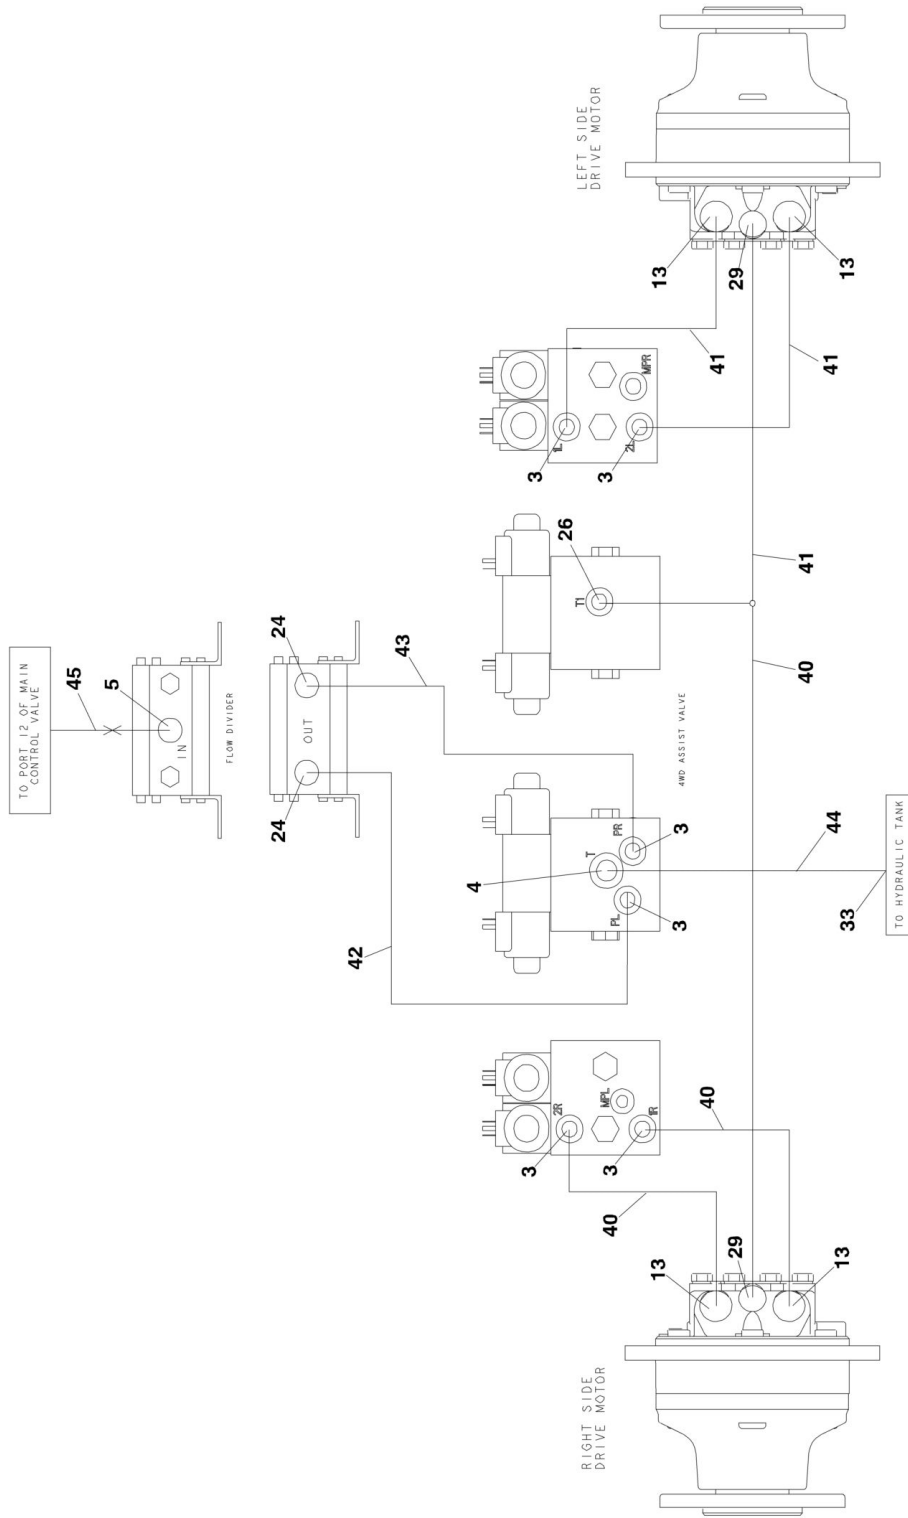 TO PORT 12 OF MAIN
CONTROL VALVE
45
5
IN
FLOW DIVIDER
24
24
OUT
43
42
RIGHT SIDE
DRIVE MOTOR
13
29
13
40
40
3
3
2R
MPL
1R
4
T
PL
PR
3
3
4WD ASSIST VALVE
44
33
TO HYDRAULIC TANK
T1
26
40
41
3
3
1L
2L
MPR
41
41
13
29
13
LEFT SIDE
DRIVE MOTOR